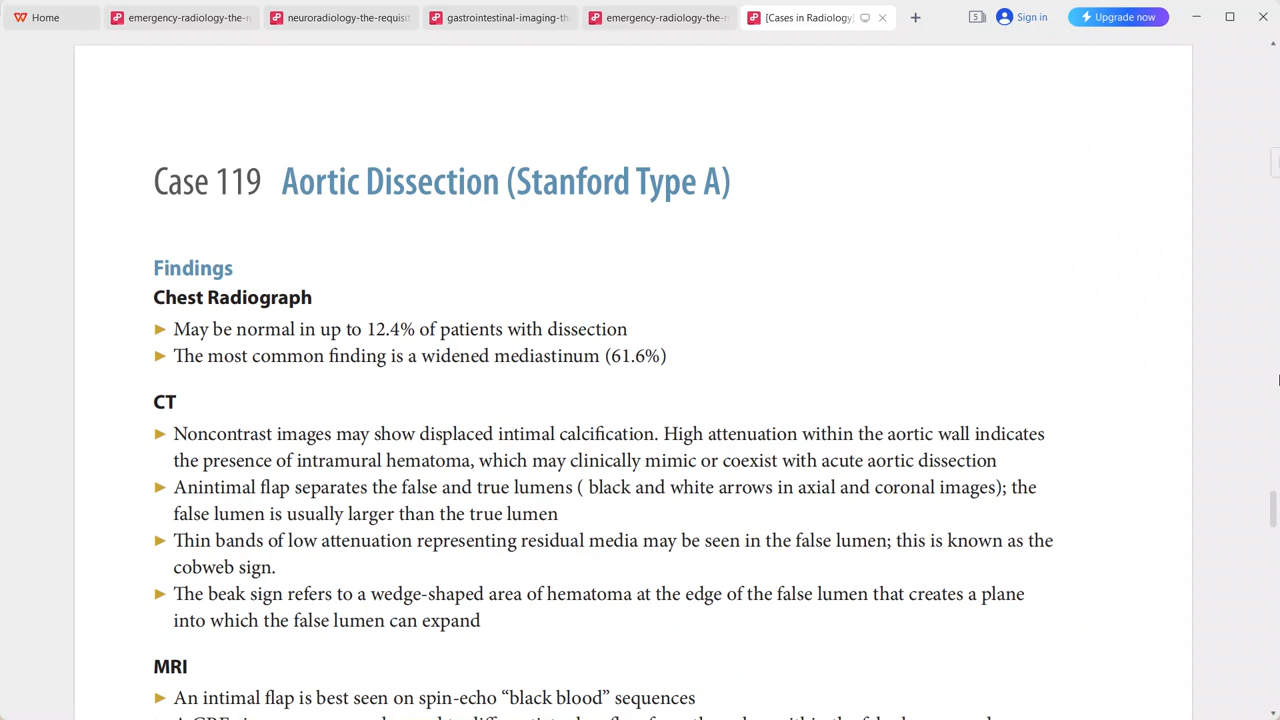 Home
emergency-radiology-the-r
neuroradiology-the-requisit
gastrointestinal-imaging-th
emergency-radiology-the-r
[Cases in Radiology]
5
Sign in
Upgrade now
Case 119 Aortic Dissection (Stanford Type A)
Findings
Chest Radiograph
► May be normal in up to 12.4% of patients with dissection
► The most common finding is a widened mediastinum (61.6%)
CT
► Noncontrast images may show displaced intimal calcification. High attenuation within the aortic wall indicates
the presence of intramural hematoma, which may clinically mimic or coexist with acute aortic dissection
► Anintimal flap separates the false and true lumens ( black and white arrows in axial and coronal images); the
false lumen is usually larger than the true lumen
► Thin bands of low attenuation representing residual media may be seen in the false lumen; this is known as the
cobweb sign.
► The beak sign refers to a wedge-shaped area of hematoma at the edge of the false lumen that creates a plane
into which the false lumen can expand
MRI
► An intimal flap is best seen on spin-echo “black blood” sequences